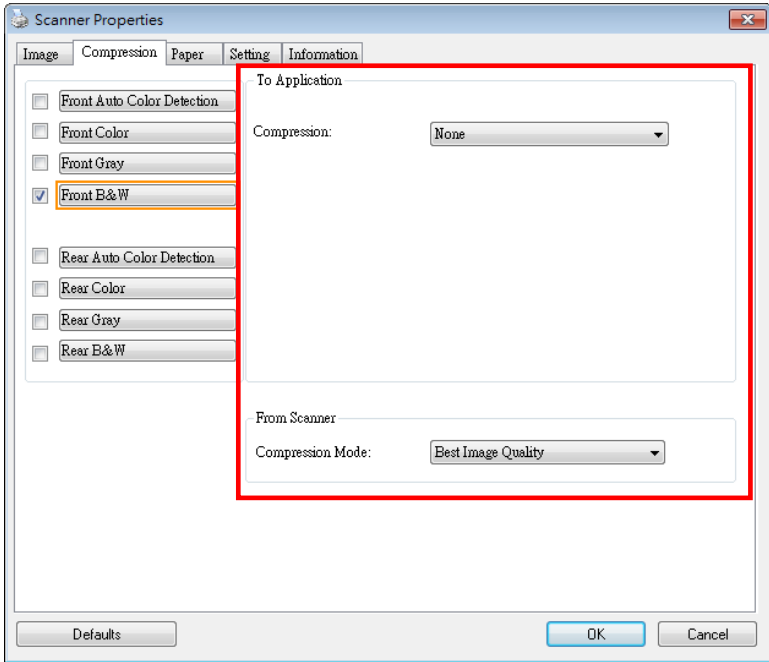 Scanner Properties
Image Compression Paper Setting Information
Front Auto Color Detection
Front Color
Front Gray
Front B&W
Rear Auto Color Detection
Rear Color
Rear Gray
Rear B&W
To Application
Compression: None
From Scanner
Compression Mode: Best Image Quality
Defaults OK Cancel